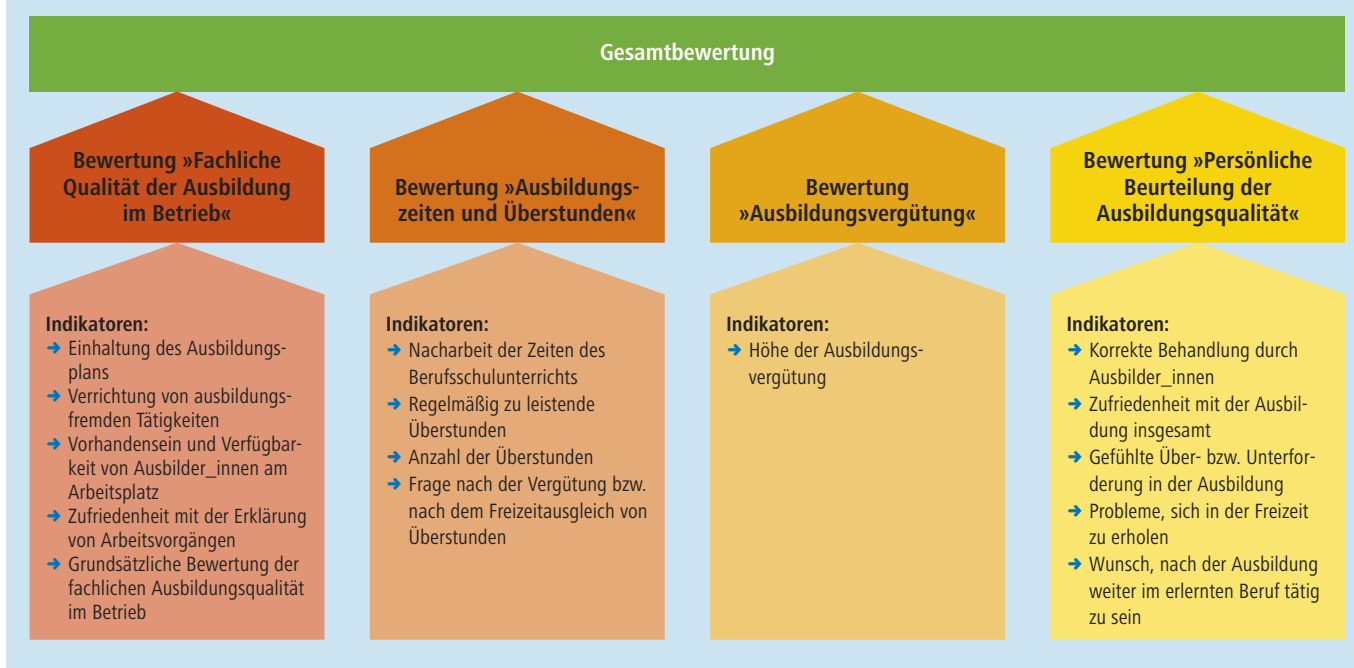 Gesamtbewertung
Bewertung »Fachliche
Qualität der Ausbildung
im Betrieb«
Indikatoren:
➔ Einhaltung des Ausbildungs-
plans
➔ Verrichtung von ausbildungs-
fremden Tätigkeiten
➔ Vorhandensein und Verfügbar-
keit von Ausbilder_innen am
Arbeitsplatz
➔ Zufriedenheit mit der Erklärung
von Arbeitsvorgängen
➔ Grundsätzliche Bewertung der
fachlichen Ausbildungsqualität
im Betrieb
Bewertung »Ausbildungs-
zeiten und Überstunden«
Indikatoren:
➔ Nacharbeit der Zeiten des
Berufsschulunterrichts
➔ Regelmäßig zu leistende
Überstunden
➔ Anzahl der Überstunden
➔ Frage nach der Vergütung bzw.
nach dem Freizeitausgleich von
Überstunden
Bewertung
»Ausbildungsvergütung«
Indikatoren:
➔ Höhe der Ausbildungs-
vergütung
Bewertung »Persönliche
Beurteilung der
Ausbildungsqualität«
Indikatoren:
➔ Korrekte Behandlung durch
Ausbilder_innen
➔ Zufriedenheit mit der Ausbil-
dung insgesamt
➔ Gefühlte Über- bzw. Unterfor-
derung in der Ausbildung
➔ Probleme, sich in der Freizeit
zu erholen
➔ Wunsch, nach der Ausbildung
weiter im erlernten Beruf tätig
zu sein